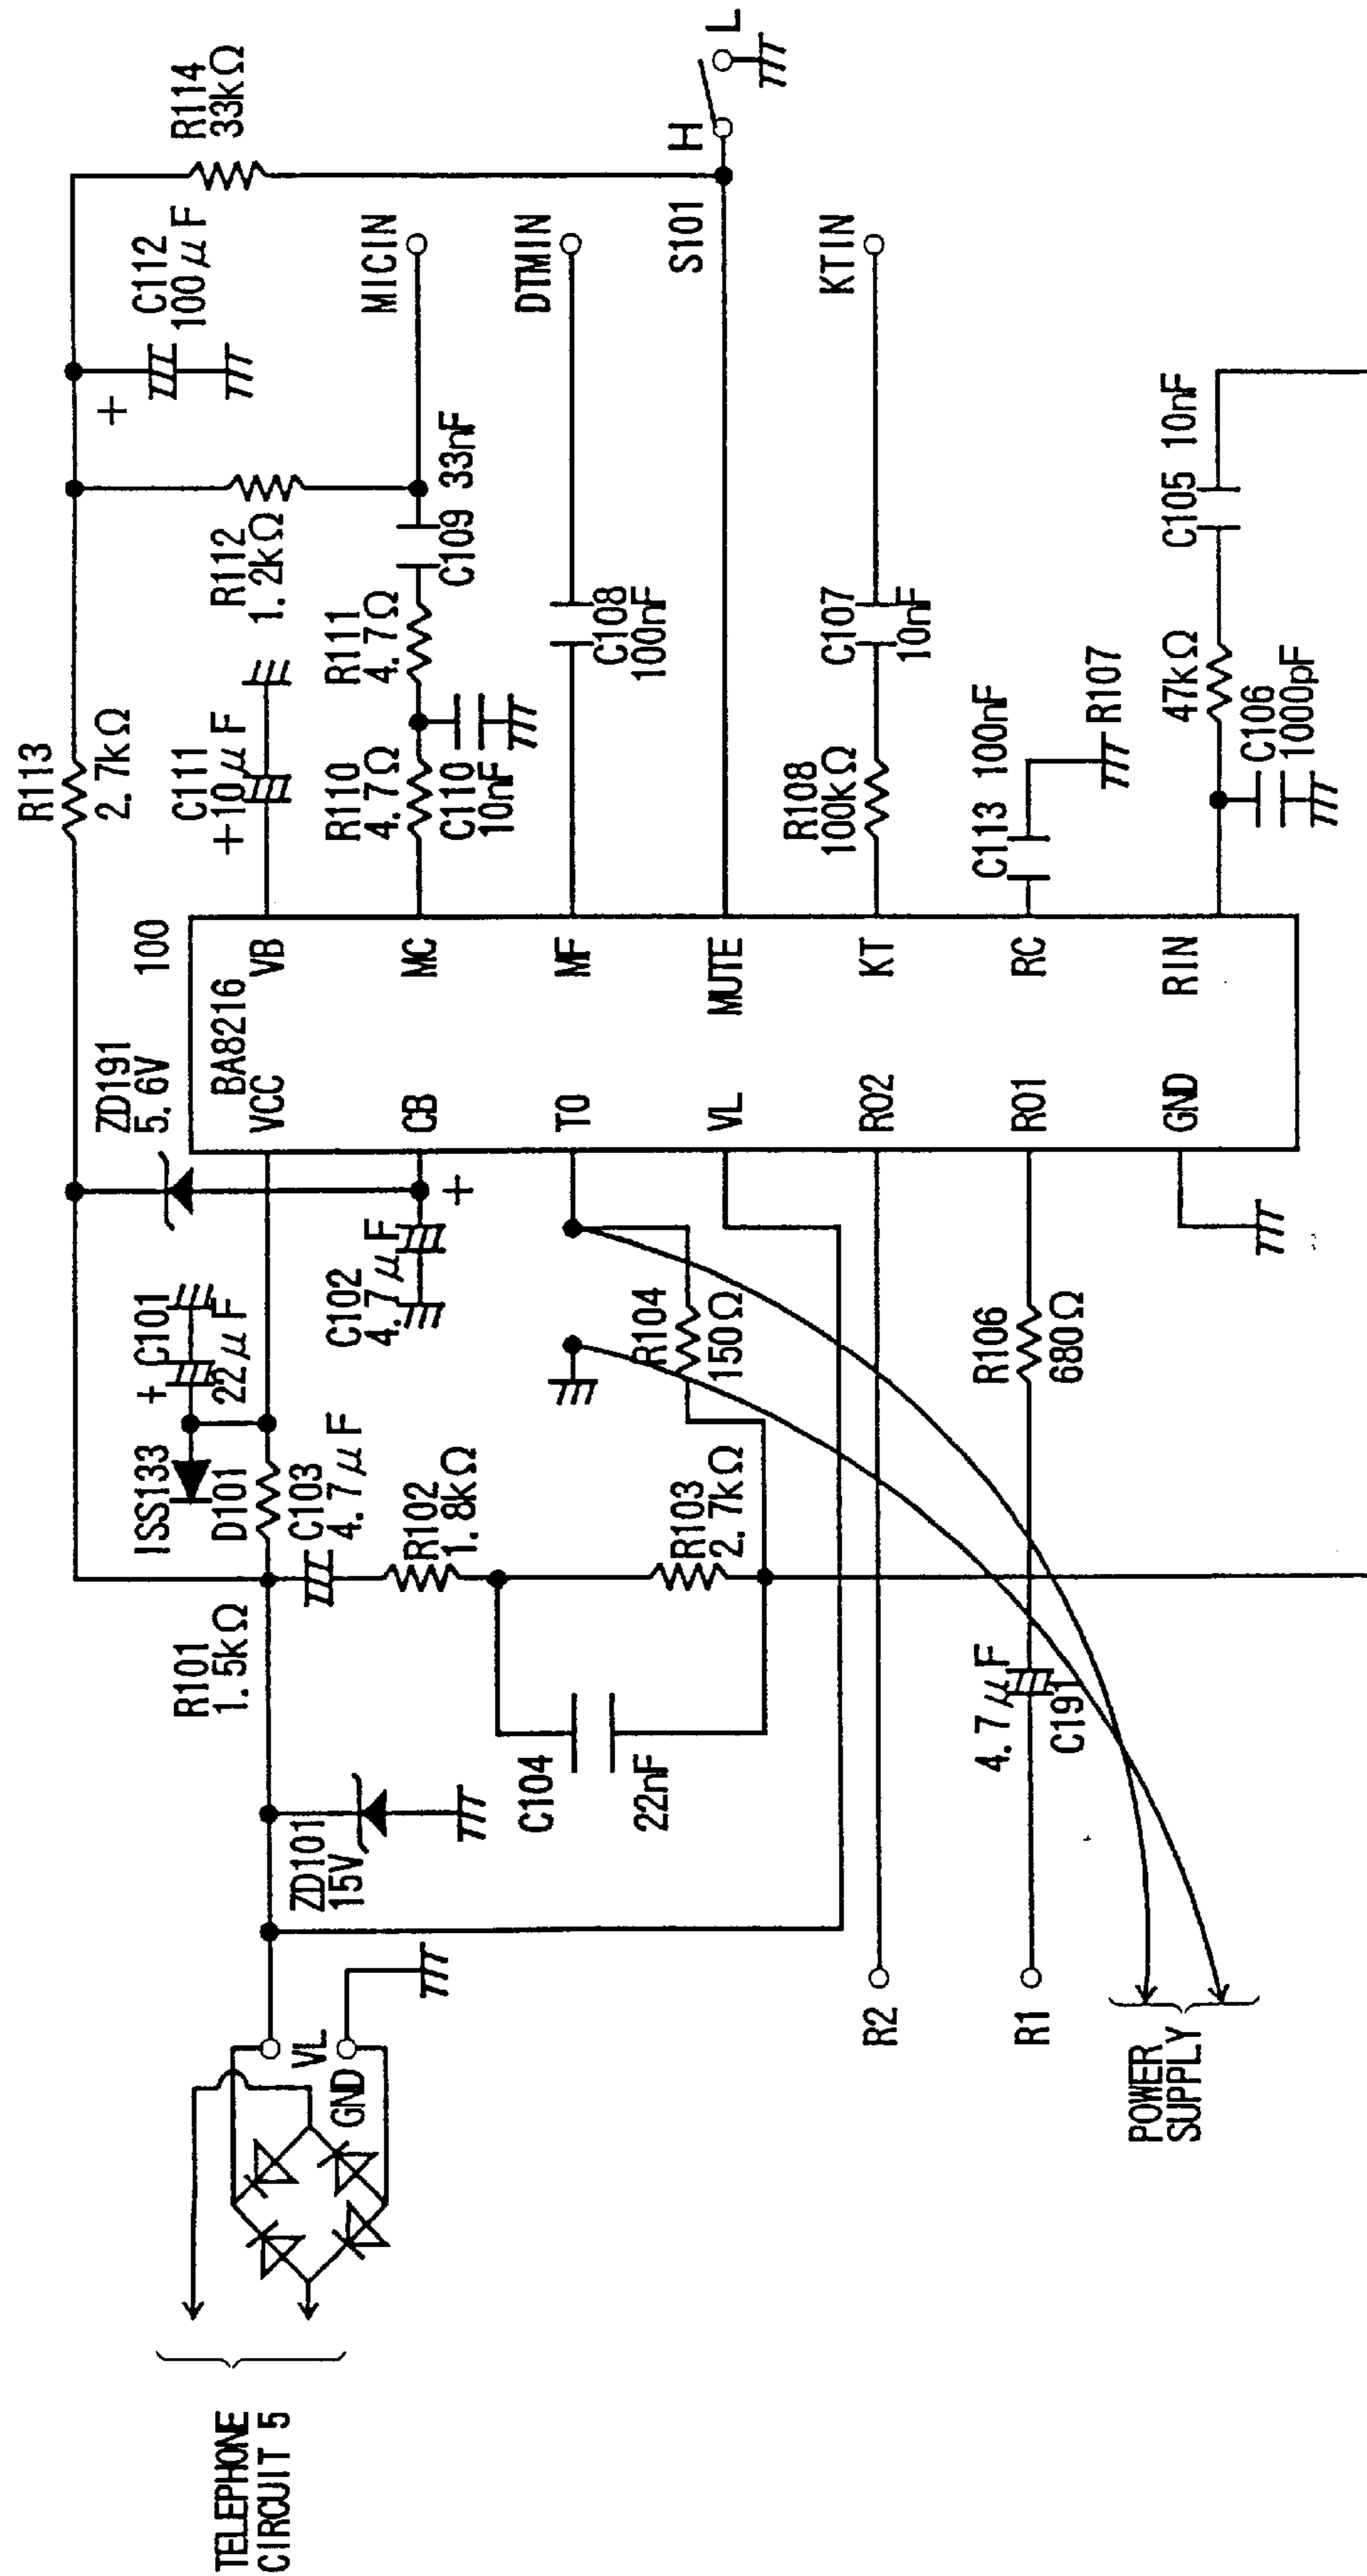 TELEPHONE
CIRCUIT 5
VL
GND
ZD101
15V
R101
1.5kΩ
ISS133
D101
+ C101
22μF
C103
4.7μF
R102
1.8kΩ
C104
22nF
R103
2.7kΩ
C102
4.7μF
+
R104
150Ω
ZD191
5.6V
100
BA8216
VCC
CB
TO
VL
RO2
RO1
GND
VB
MC
MF
MUTE
KT
RC
RIN
R2
R1
4.7μF
C191
R106
680Ω
POWER
SUPPLY
R113
2.7kΩ
C111
+10μF
R112
1.2kΩ
R110
4.7Ω
R111
4.7Ω
C110
10nF
C109 33nF
+
C112
100μF
R114
33kΩ
MICIN
C108
100nF
DTMIN
S101
H
L
R108
100kΩ
C107
10nF
KTIN
C113 100nF
R107
47kΩ
C106
1000pF
C105 10nF